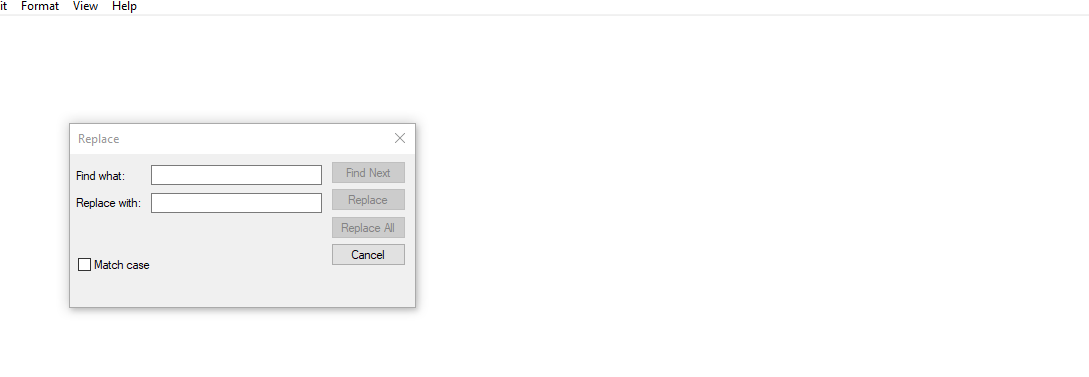 it Format View Help
Replace
Find what:
Find Next
Replace with:
Replace
Replace All
Cancel
Match case